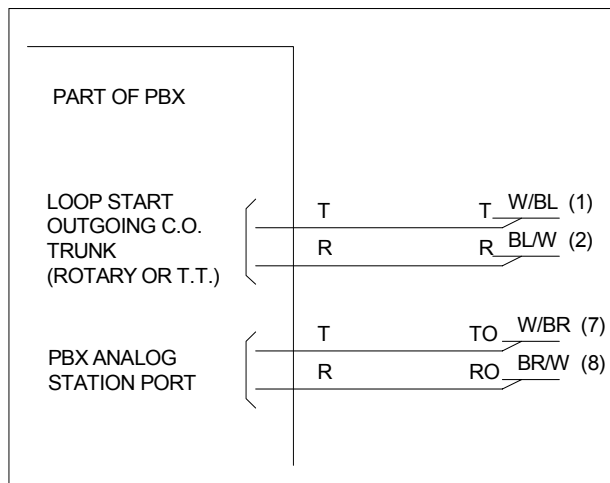 PART OF PBX
LOOP START
OUTGOING C.O.
TRUNK
(ROTARY OR T.T.)
T T W/BL (1)
R R BL/W (2)
PBX ANALOG
STATION PORT
T TO W/BR (7)
R RO BR/W (8)